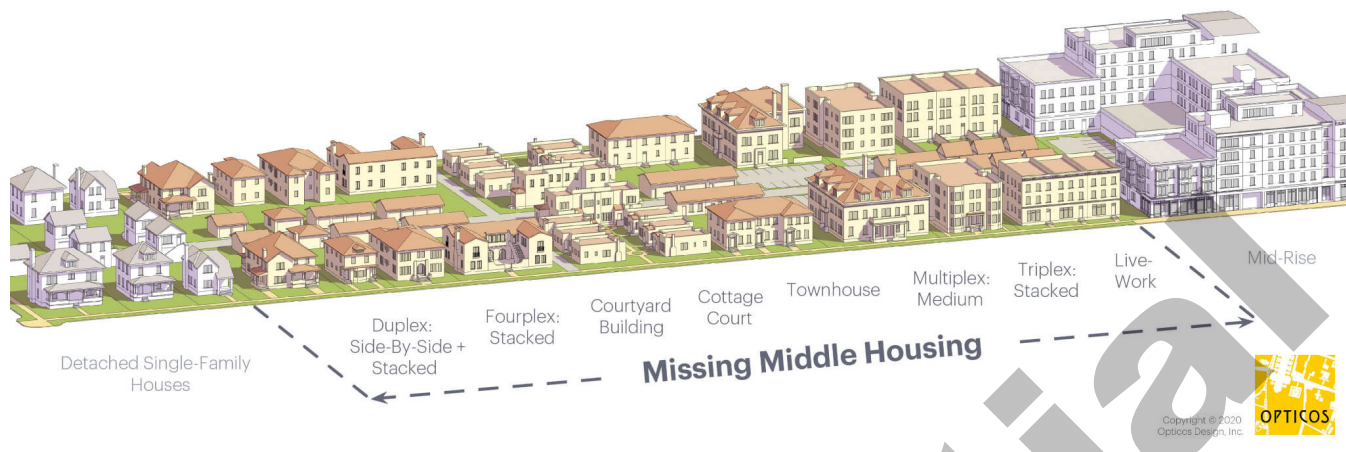 Detached Single-Family
Houses
Duplex:
Side-By-Side +
Stacked
Fourplex:
Stacked
Courtyard
Building
Cottage
Court
Townhouse
Multiplex:
Medium
Triplex:
Stacked
Live-
Work
Mid-Rise
Missing Middle Housing
Copyright © 2020
Opticos Design, Inc.
OPTICOS